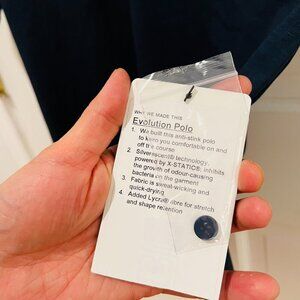 WHY WE MADE THIS
Evolution Polo
1. We built this anti-stink polo
to keep you comfortable on and
off the course
2. Silverescent® technology,
powered by X-STATIC®, inhibits
the growth of odour-causing
bacteria on the garment
3. Fabric is sweat-wicking and
quick-drying
4. Added Lycra® fibre for stretch
and shape retention